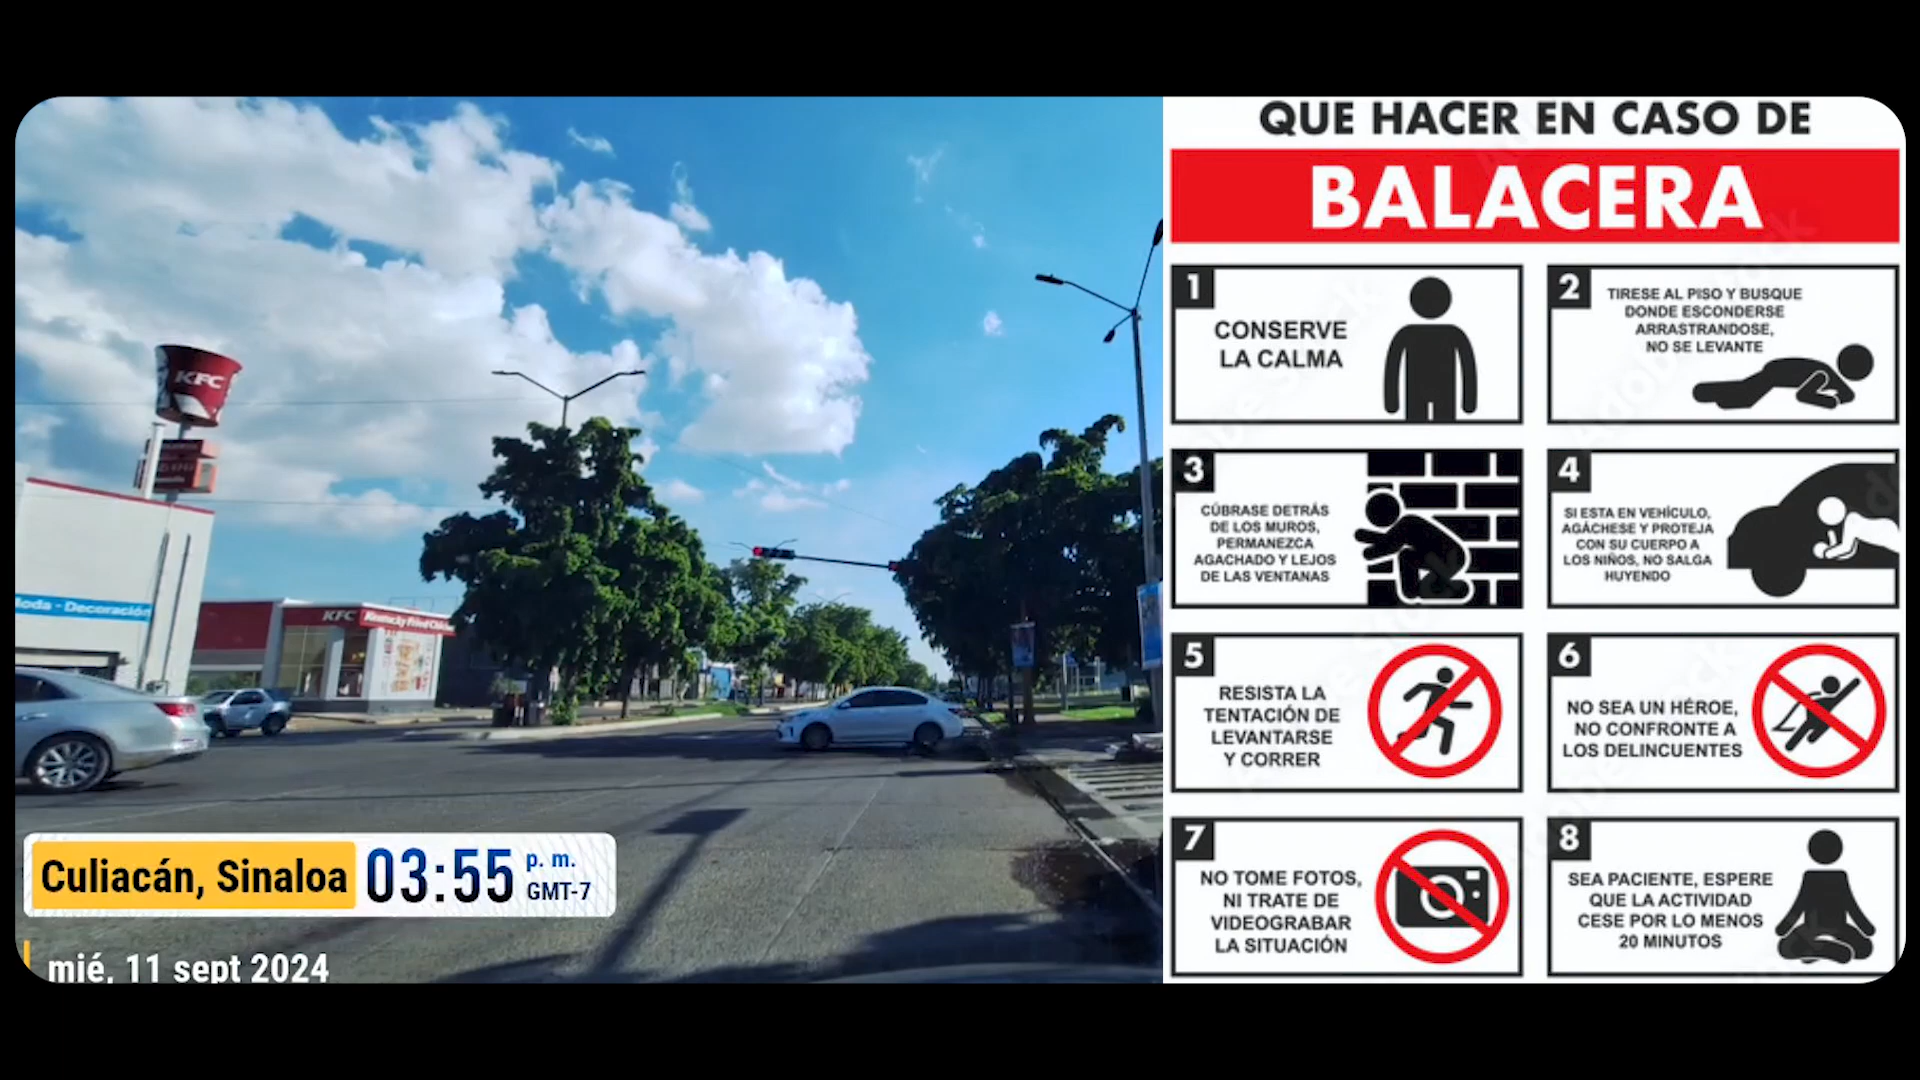 KFC
Moda - Decoración
KFC Kentucky Fried Chicken
Culiacán, Sinaloa
03:55
p. m.
GMT-7
mié, 11 sept 2024
QUE HACER EN CASO DE
BALACERA
1
CONSERVE
LA CALMA
2
TIRESE AL PISO Y BUSQUE
DONDE ESCONDERSE
ARRASTRANDOSE,
NO SE LEVANTE
3
CÚBRASE DETRÁS
DE LOS MUROS,
PERMANEZCA
AGACHADO Y LEJOS
DE LAS VENTANAS
4
SI ESTA EN VEHÍCULO,
AGÁCHESE Y PROTEJA
CON SU CUERPO A
LOS NIÑOS, NO SALGA
HUYENDO
5
RESISTA LA
TENTACIÓN DE
LEVANTARSE
Y CORRER
6
NO SEA UN HÉROE,
NO CONFRONTE A
LOS DELINCUENTES
7
NO TOME FOTOS,
NI TRATE DE
VIDEOGRABAR
LA SITUACIÓN
8
SEA PACIENTE, ESPERE
QUE LA ACTIVIDAD
CESE POR LO MENOS
20 MINUTOS